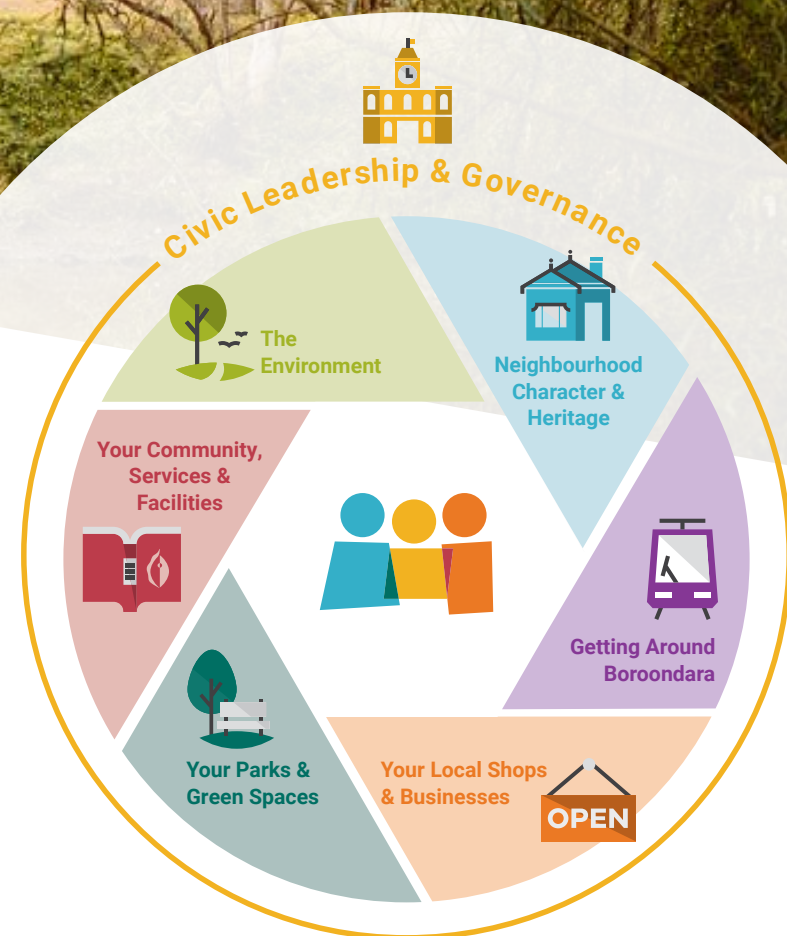 Civic Leadership & Governance
The
Environment
Neighbourhood
Character &
Heritage
Your Community,
Services &
Facilities
Getting Around
Boroondara
Your Parks &
Green Spaces
Your Local Shops
& Businesses
OPEN